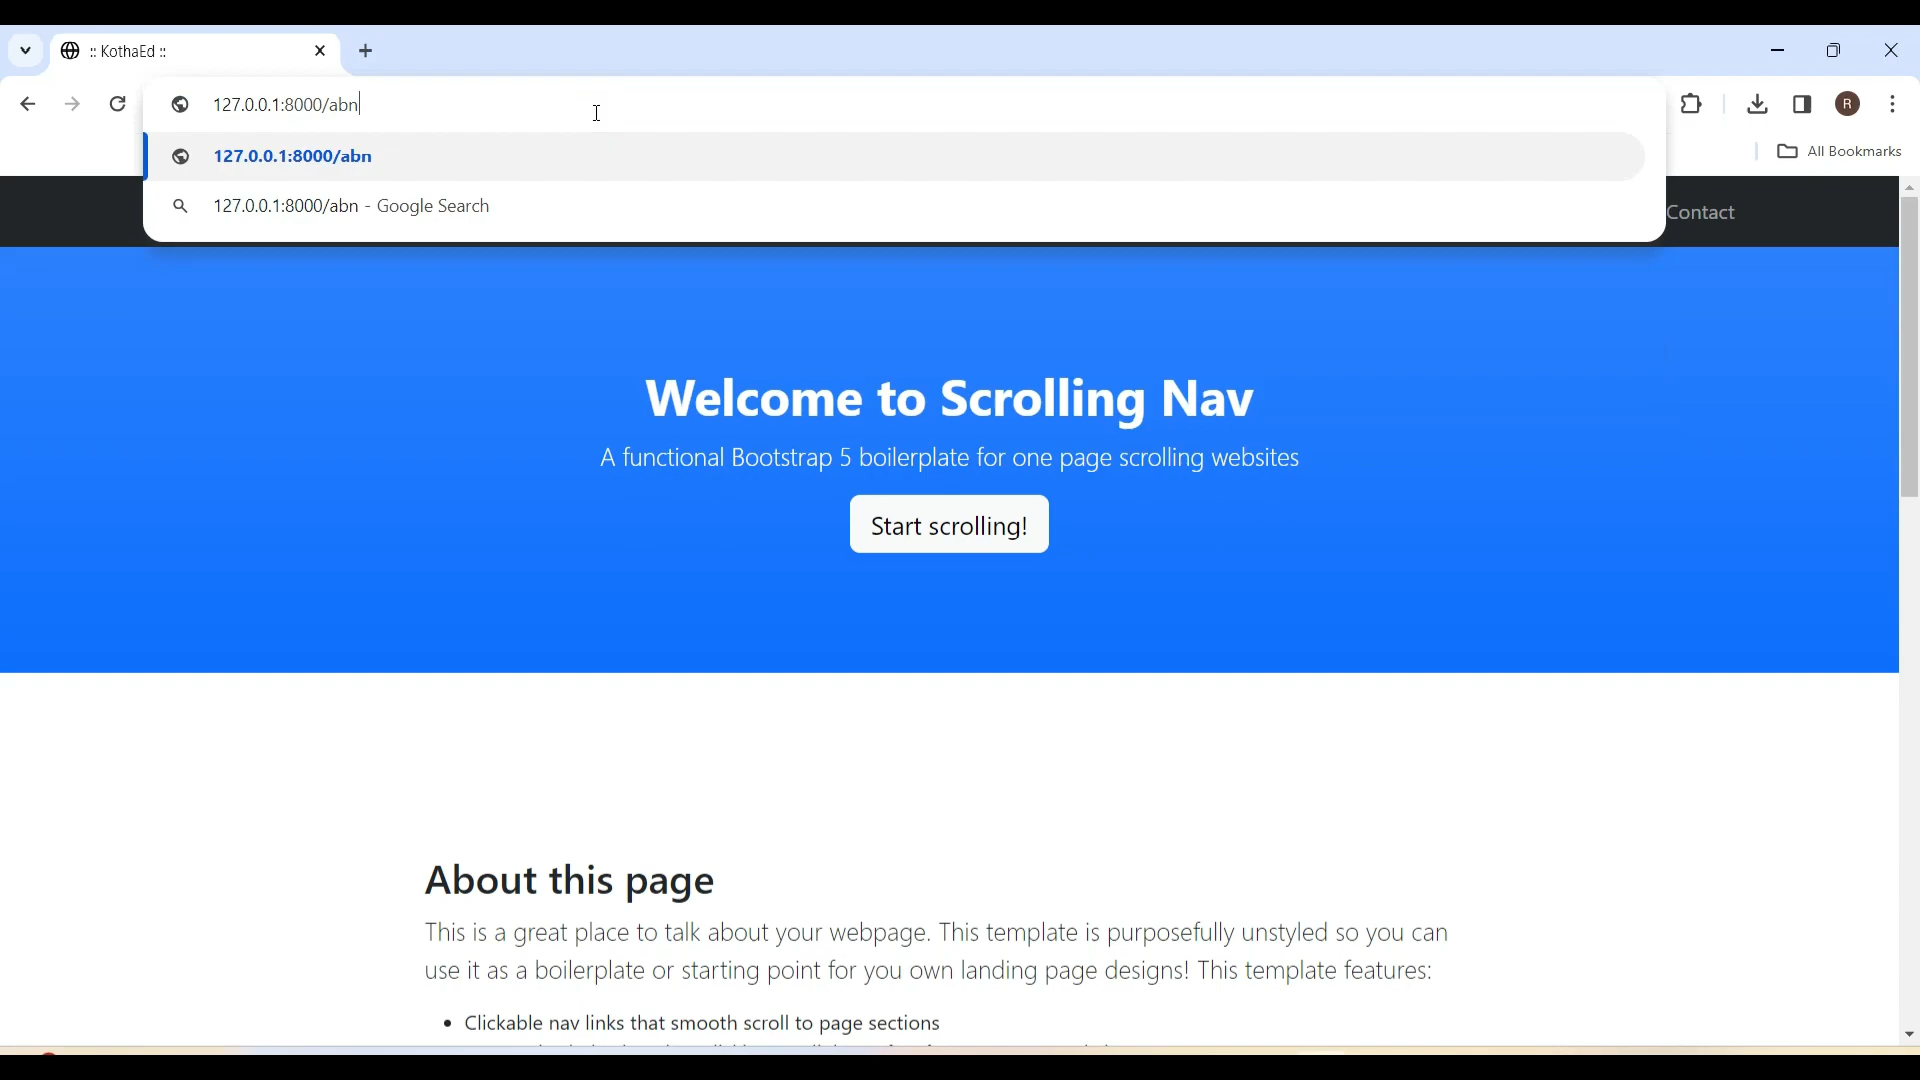 :: KothaEd ::
127.0.0.1:8000/abn
R
127.0.0.1:8000/abn
All Bookmarks
127.0.0.1:8000/abn - Google Search
Contact
Welcome to Scrolling Nav
A functional Bootstrap 5 boilerplate for one page scrolling websites
Start scrolling!
About this page
This is a great place to talk about your webpage. This template is purposefully unstyled so you can
use it as a boilerplate or starting point for you own landing page designs! This template features:
• Clickable nav links that smooth scroll to page sections